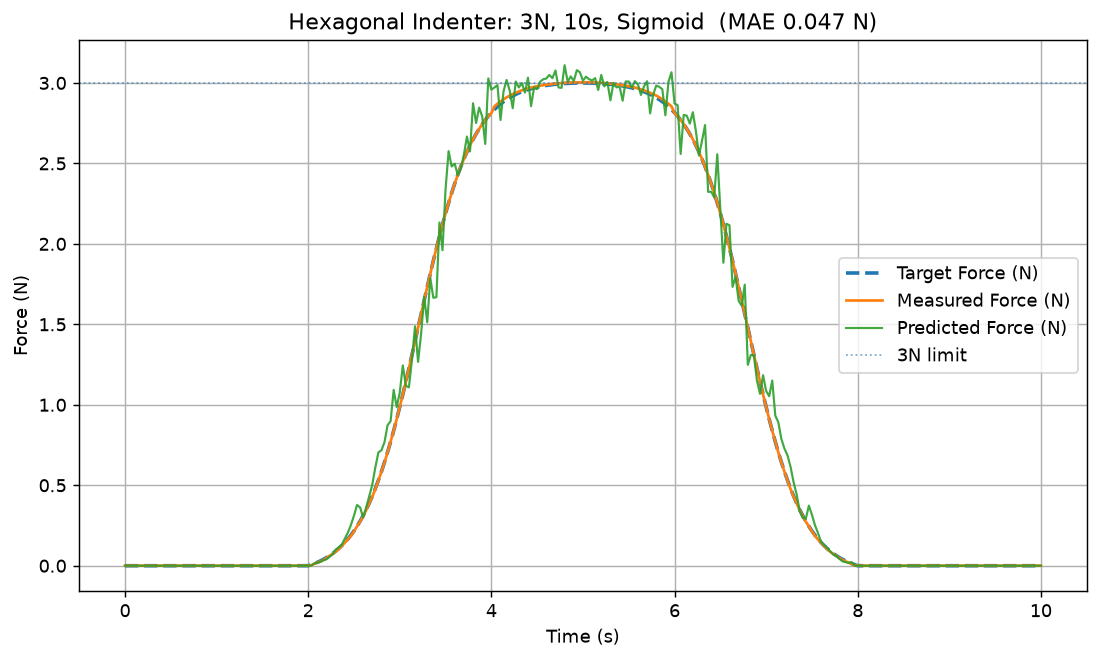 Hexagonal Indenter: 3N, 10s, Sigmoid  (MAE 0.047 N)
Force (N)
3.0
2.5
2.0
1.5
1.0
0.5
0.0
Target Force (N)
Measured Force (N)
Predicted Force (N)
3N limit
0 2 4 6 8 10
Time (s)